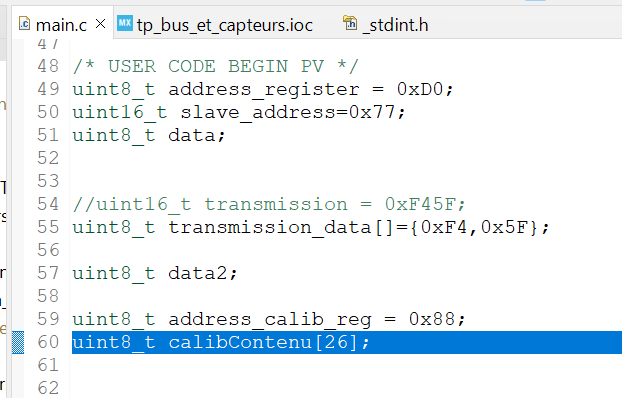 main.c
tp_bus_et_capteurs.ioc
_stdint.h
47
48 /* USER CODE BEGIN PV */
49 uint8_t address_register = 0xD0;
50 uint16_t slave_address=0x77;
51 uint8_t data;
52
53
54 //uint16_t transmission = 0xF45F;
55 uint8_t transmission_data[]={0xF4,0x5F};
56
57 uint8_t data2;
58
59 uint8_t address_calib_reg = 0x88;
60 uint8_t calibContenu[26];
61
62